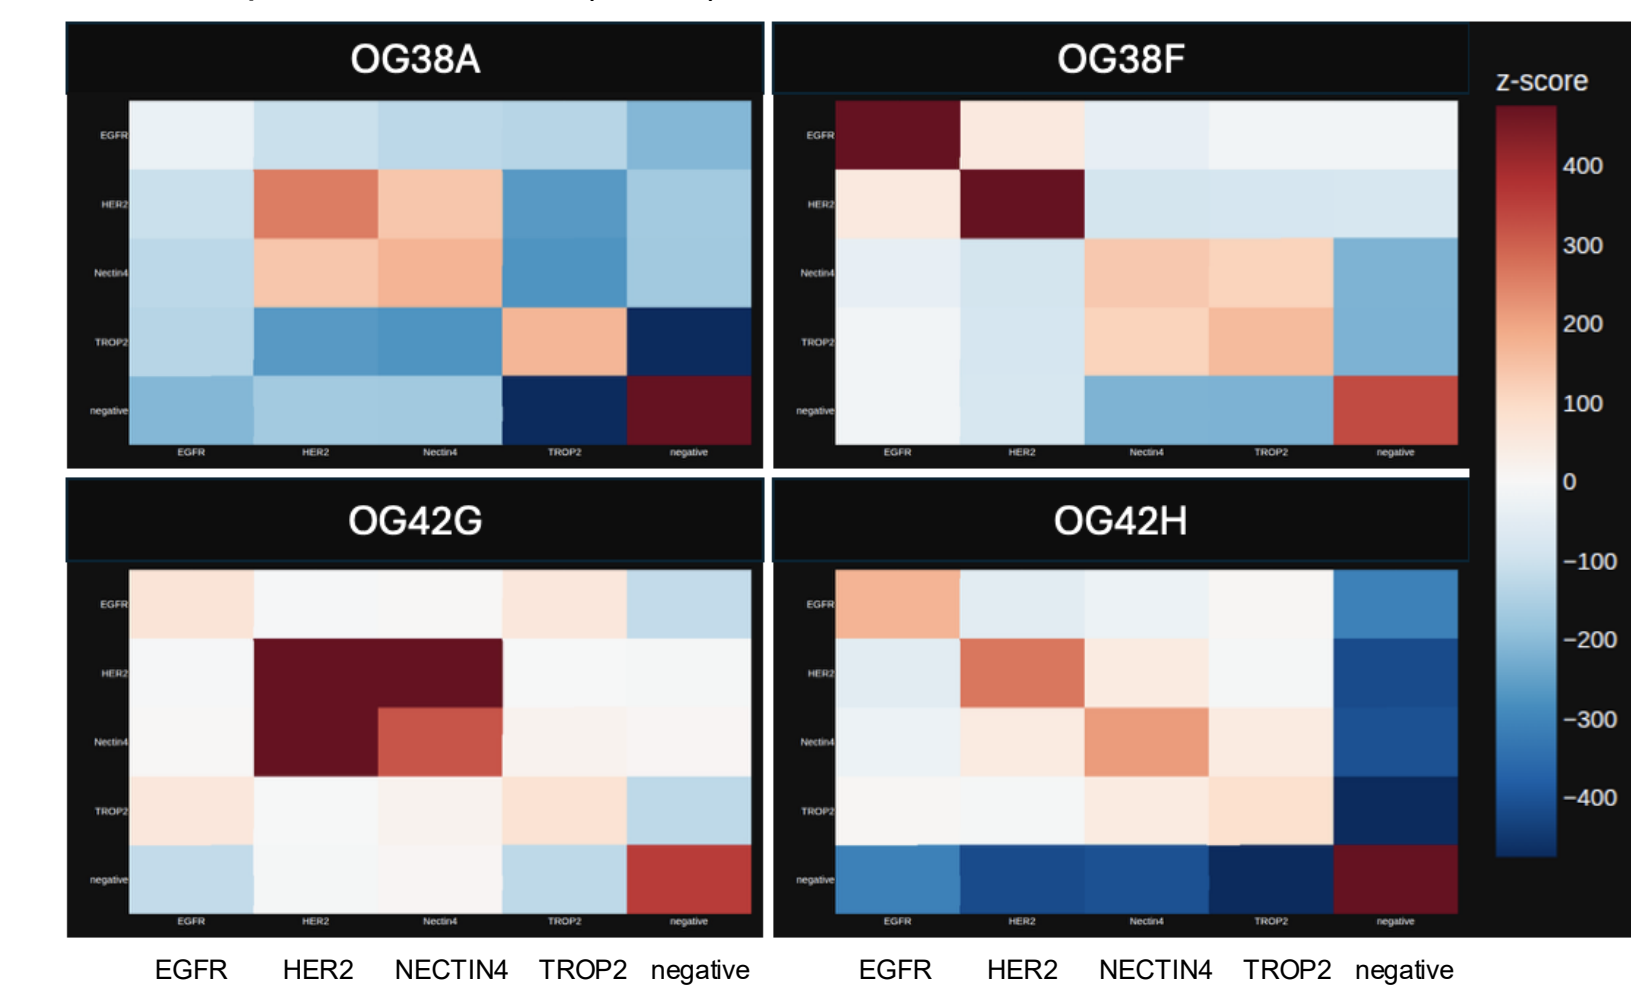 OG38A
OG38F
z-score
EGFR
HER2
Nectin4
TROP2
negative
EGFR HER2 Nectin4 TROP2 negative
EGFR
HER2
Nectin4
TROP2
negative
EGFR HER2 Nectin4 TROP2 negative
400
300
200
100
0
−100
−200
−300
−400
OG42G
OG42H
EGFR
HER2
Nectin4
TROP2
negative
EGFR HER2 Nectin4 TROP2 negative
EGFR
HER2
Nectin4
TROP2
negative
EGFR HER2 Nectin4 TROP2 negative
EGFR HER2 NECTIN4 TROP2 negative
EGFR HER2 NECTIN4 TROP2 negative